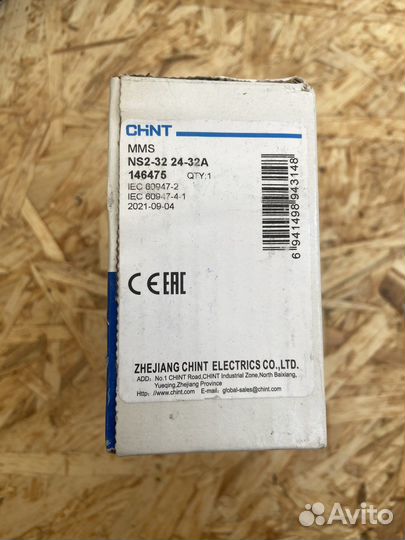 CHNT
MMS
NS2-32 24-32A
146475 QTY:1
IEC 60947-2
IEC 60947-4-1
2021-09-04
6 941498 943148
CE EAC
ZHEJIANG CHINT ELECTRICS CO.,LTD.
ADD: No.1 CHINT Road,CHINT Industrial Zone,North Baixiang,
Yueqing,Zhejiang Province
Http://www.chint.com E-mail: global-sales@chint.com
Avito